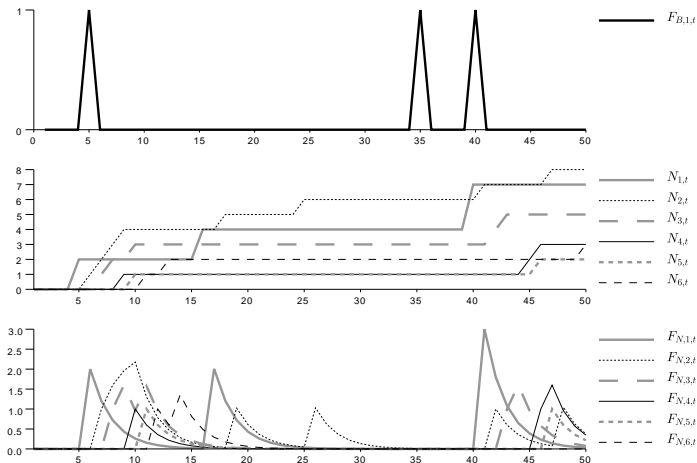 1
F_{B,1,t}
0
0 5 10 15 20 25 30 35 40 45 50
8
7
6
5
4
3
2
1
0
N_{1,t}
N_{2,t}
N_{3,t}
N_{4,t}
N_{5,t}
N_{6,t}
5 10 15 20 25 30 35 40 45 50
3.0
2.5
2.0
1.5
1.0
0.5
0.0
F_{N,1,t}
F_{N,2,t}
F_{N,3,t}
F_{N,4,t}
F_{N,5,t}
F_{N,6,t}
5 10 15 20 25 30 35 40 45 50